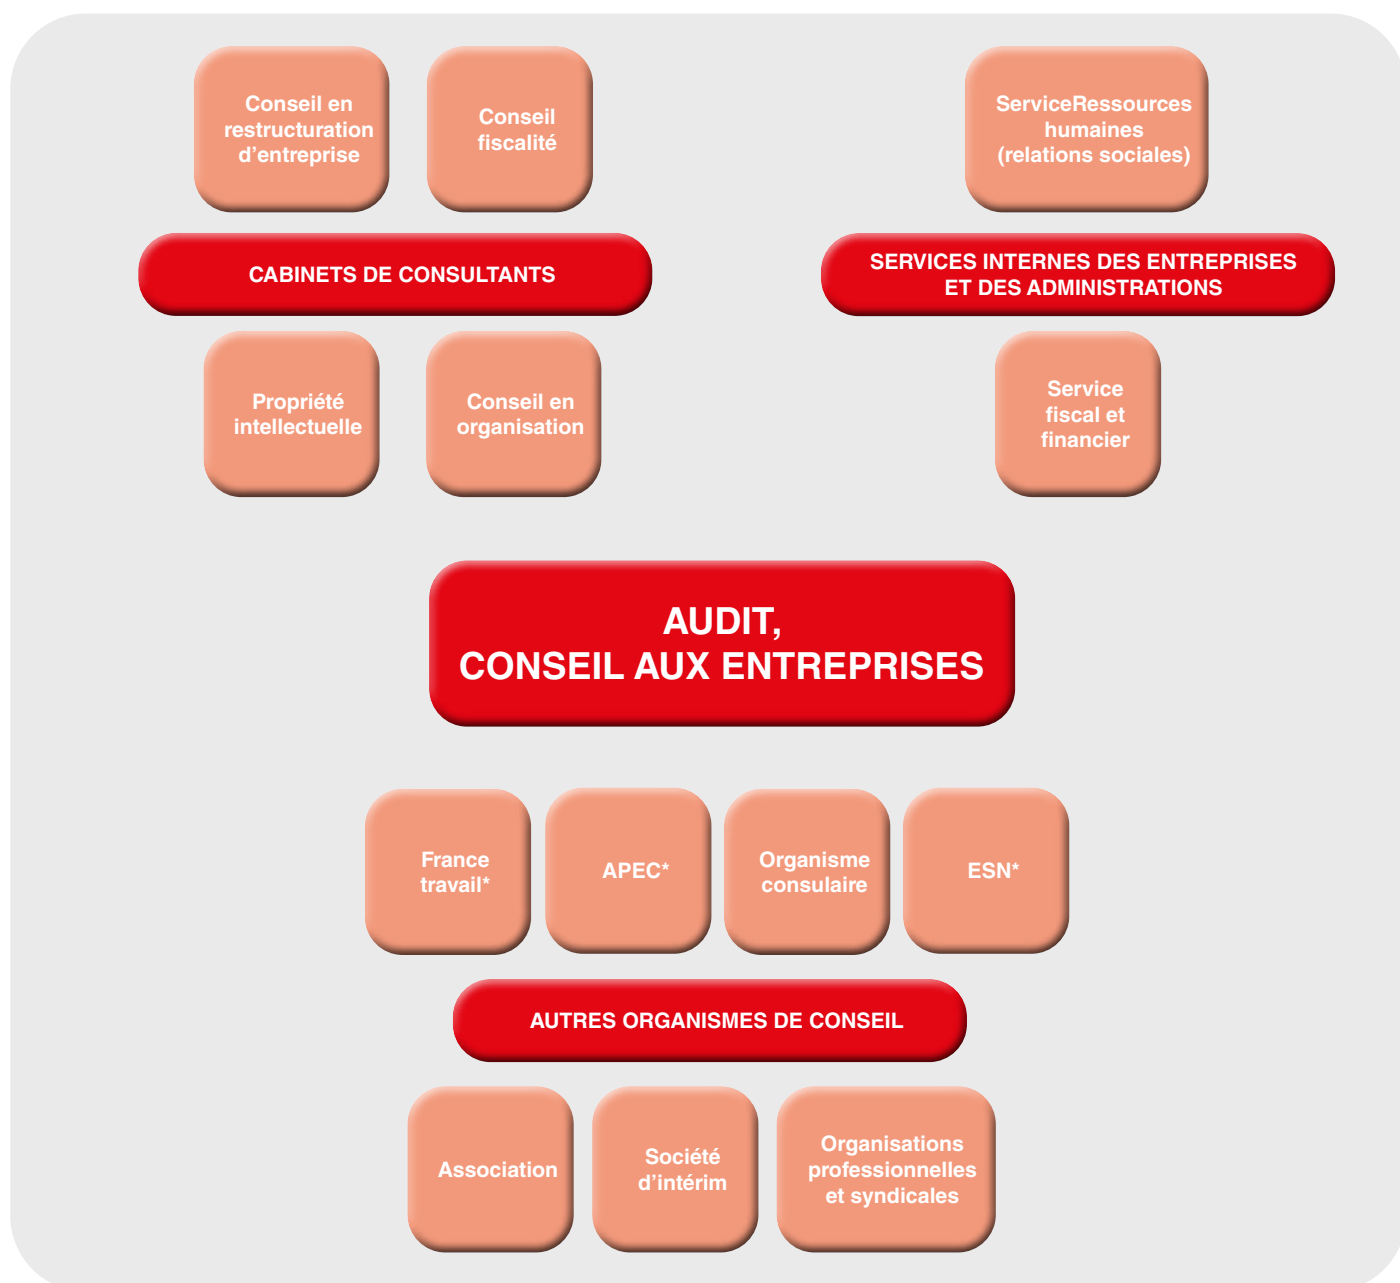 Conseil en
restructuration
d’entreprise
Conseil
fiscalité
ServiceRessources
humaines
(relations sociales)
CABINETS DE CONSULTANTS
SERVICES INTERNES DES ENTREPRISES
ET DES ADMINISTRATIONS
Propriété
intellectuelle
Conseil en
organisation
Service
fiscal et
financier
AUDIT,
CONSEIL AUX ENTREPRISES
France
travail*
APEC*
Organisme
consulaire
ESN*
AUTRES ORGANISMES DE CONSEIL
Association
Société
d’intérim
Organisations
professionnelles
et syndicales